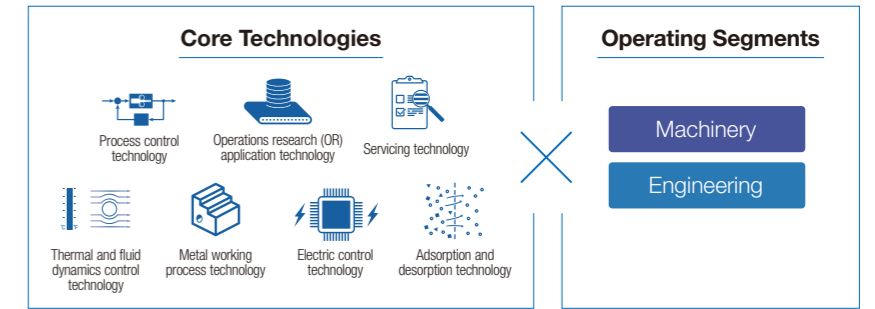 Core Technologies
Process control
technology
Operations research (OR)
application technology
Servicing technology
°C °F
Thermal and fluid
dynamics control
technology
Metal working
process technology
Electric control
technology
Adsorption and
desorption technology
Operating Segments
Machinery
Engineering